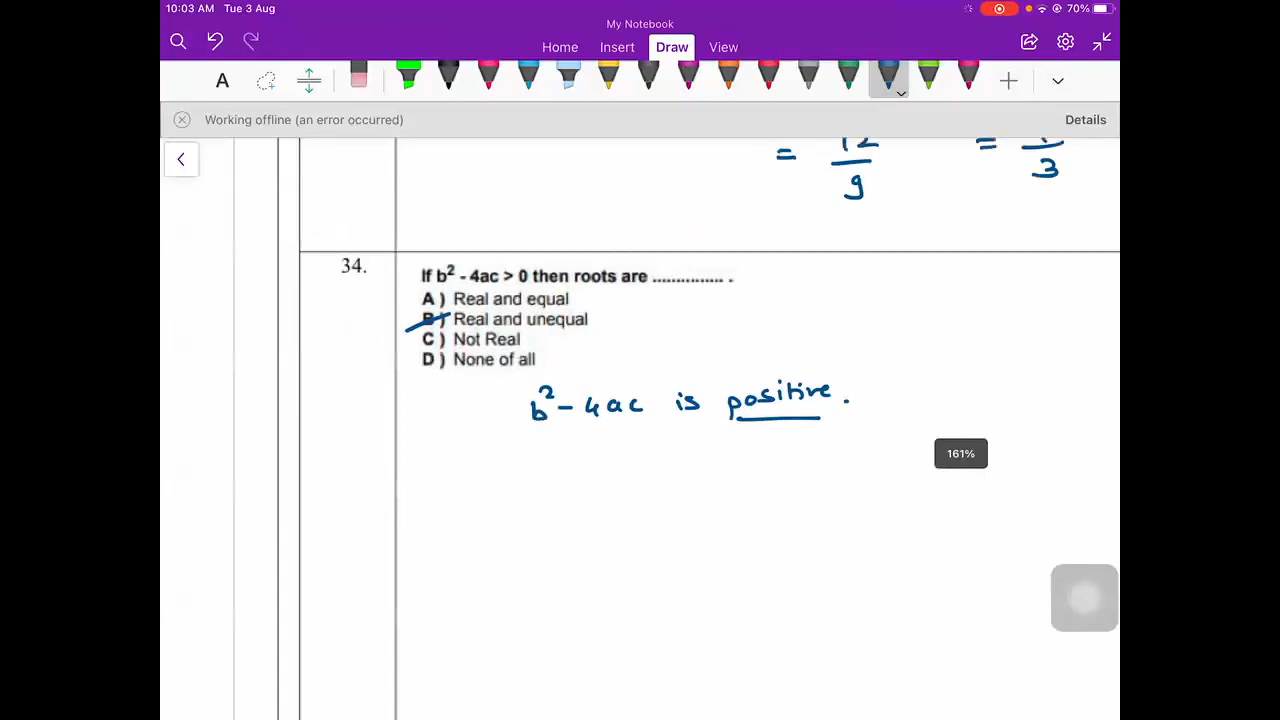 10:03 AM Tue 3 Aug
70%
My Notebook
Home Insert Draw View
A
Working offline (an error occurred)
Details
= 12/9 =
3
34.
If b² - 4ac > 0 then roots are ............... .
A ) Real and equal
B ) Real and unequal
C ) Not Real
D ) None of all
b² - 4ac is positive.
161%